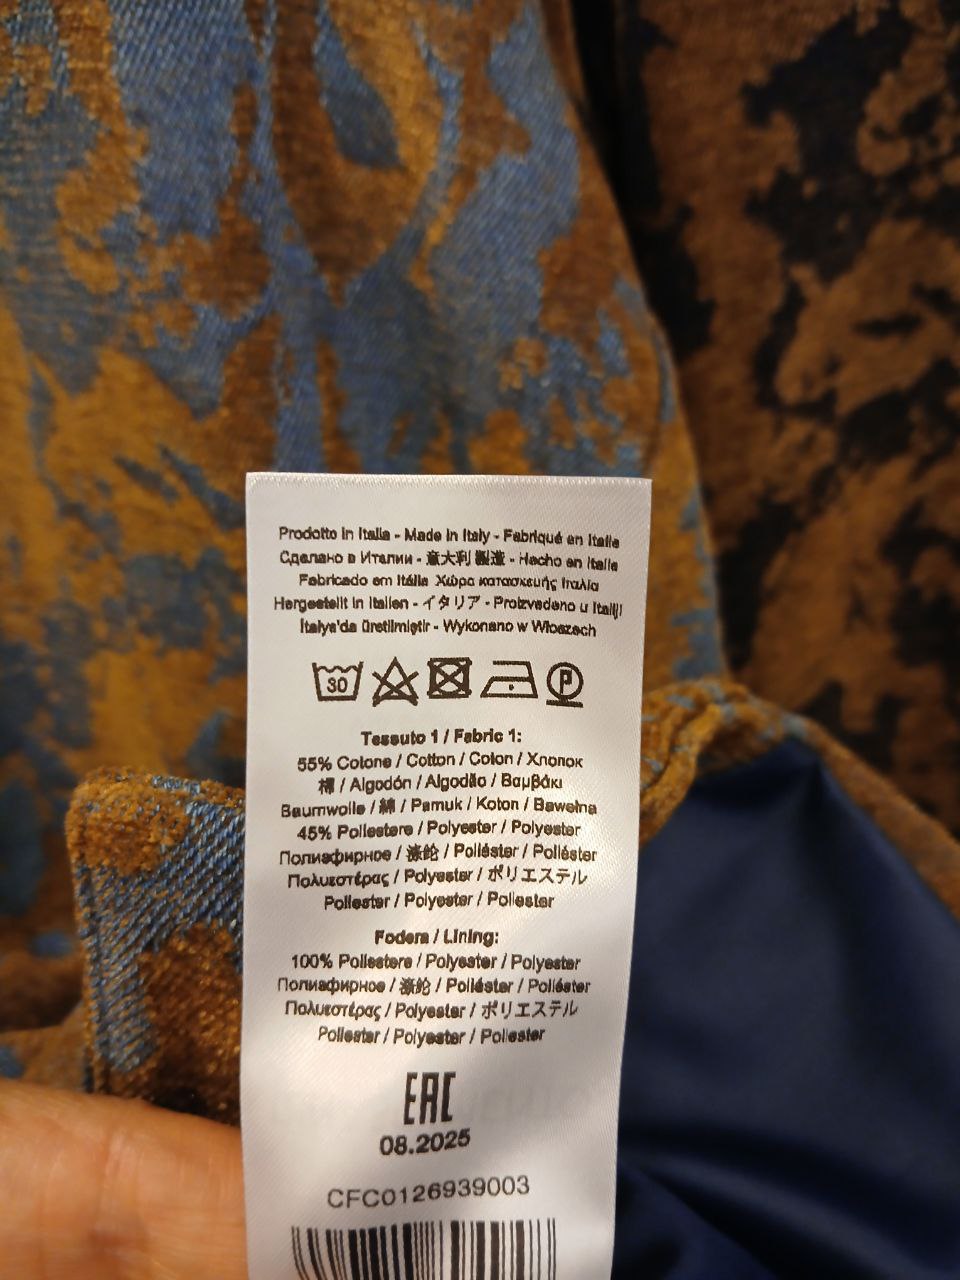 Prodotto in Italia - Made in Italy - Fabriqué en Italie
Сделано в Италии - 意大利 製造 - Hecho en Italia
Fabricado em Itália Χώρα κατασκευής Ιταλία
Hergestellt in Italien - イタリア - Proizvedeno u Italiji
İtalya'da üretilmiştir - Wykonano w Włoszech
30 P
Tessuto 1 / Fabric 1:
55% Cotone / Cotton / Coton / Хлопок
棉 / Algodón / Algodão / Βαμβάκι
Baumwolle / 綿 / Pamuk / Koton / Bawełna
45% Poliestere / Polyester / Polyester
Полиэфирное / 涤纶 / Poliéster / Poliéster
Πολυεστέρας / Polyester / ポリエステル
Poliester / Polyester / Poliester
Fodera / Lining:
100% Poliestere / Polyester / Polyester
Полиэфирное / 涤纶 / Poliéster / Poliéster
Πολυεστέρας / Polyester / ポリエステル
Poliester / Polyester / Poliester
EAC
08.2025
CFC0126939003